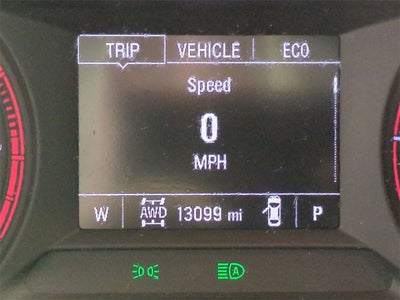 TRIP VEHICLE ECO
Speed
0
MPH
W AWD 13099 mi P
A